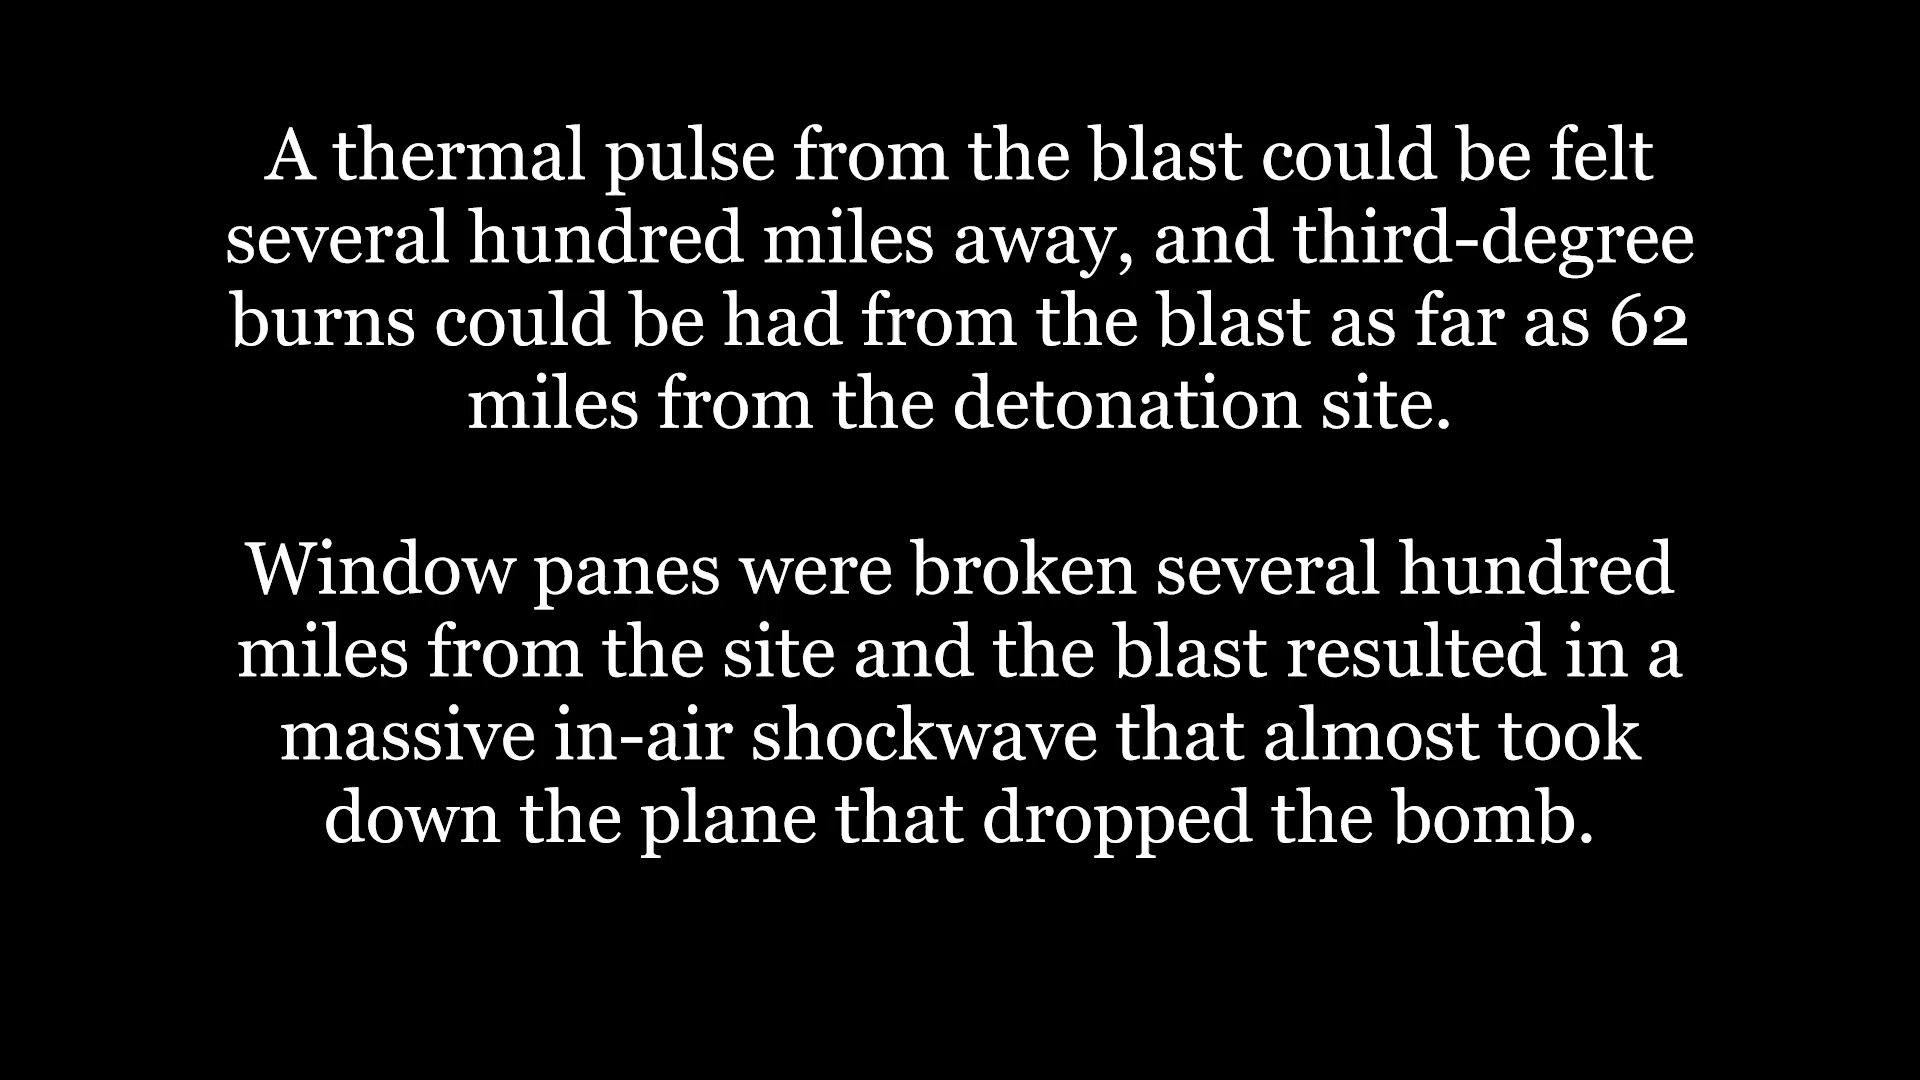 A thermal pulse from the blast could be felt
several hundred miles away, and third-degree
burns could be had from the blast as far as 62
miles from the detonation site.
Window panes were broken several hundred
miles from the site and the blast resulted in a
massive in-air shockwave that almost took
down the plane that dropped the bomb.